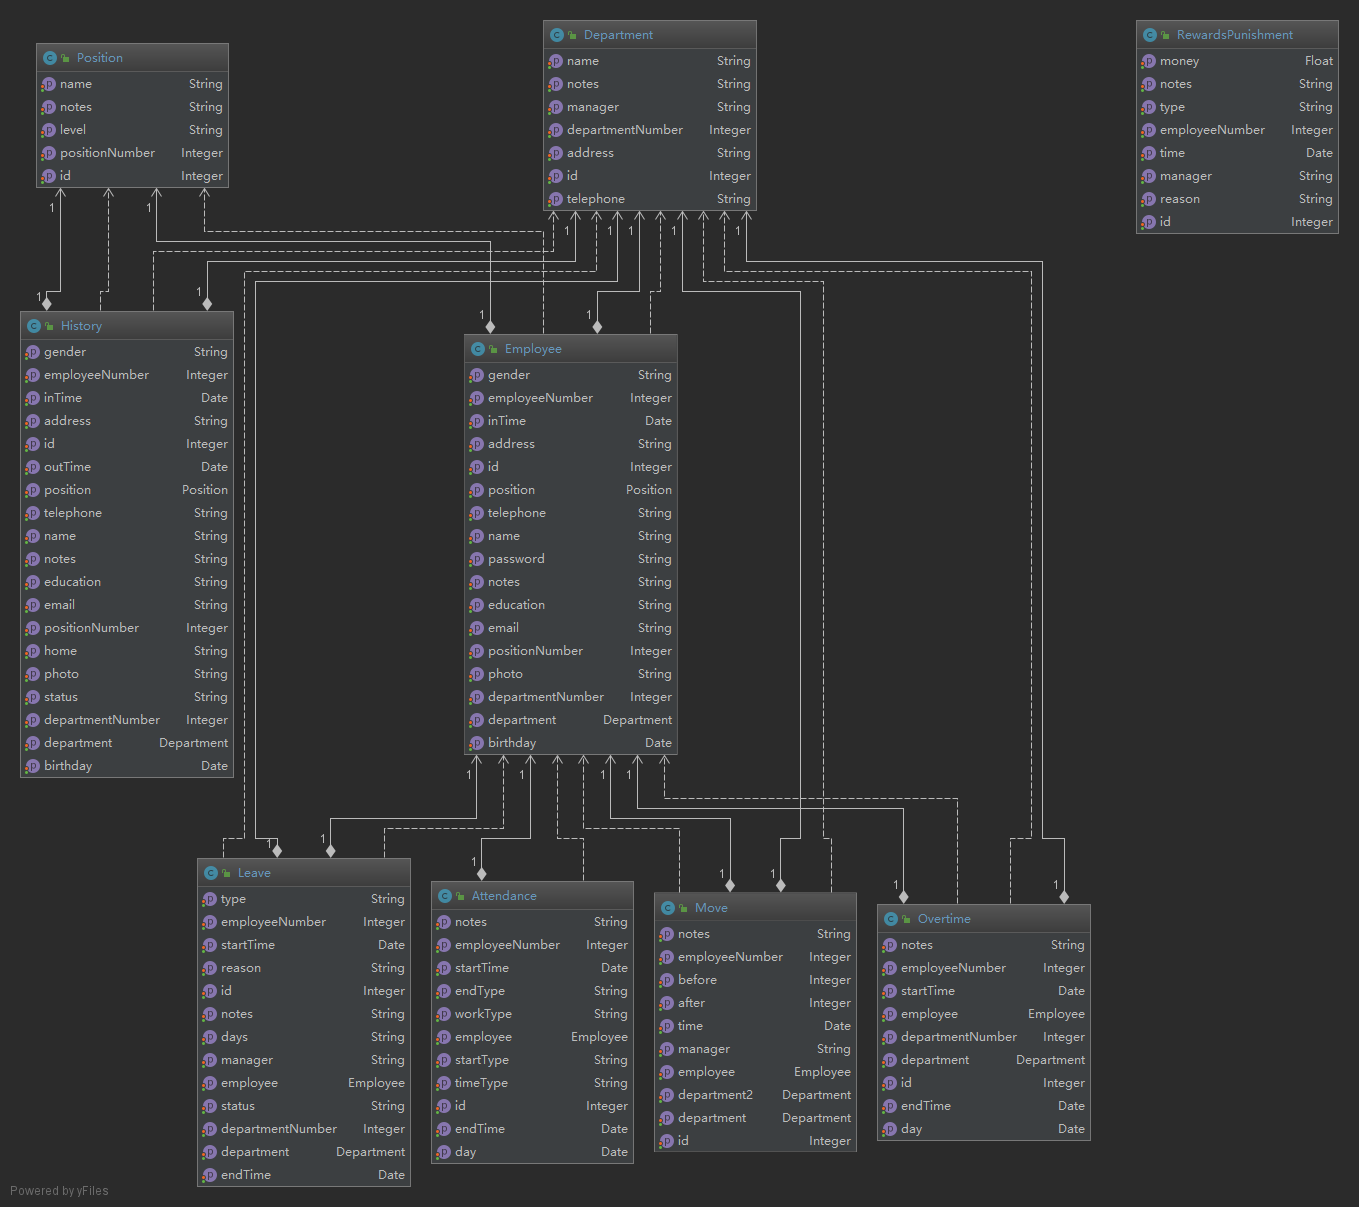 Position
name String
notes String
level String
positionNumber Integer
id Integer
Department
name String
notes String
manager String
departmentNumber Integer
address String
id Integer
telephone String
RewardsPunishment
money Float
notes String
type String
employeeNumber Integer
time Date
manager String
reason String
id Integer
1
1
1
1
1
1
1
1
1
1
History
gender String
employeeNumber Integer
inTime Date
address String
id Integer
outTime Date
position Position
telephone String
name String
notes String
education String
email String
positionNumber Integer
home String
photo String
status String
departmentNumber Integer
department Department
birthday Date
Employee
gender String
employeeNumber Integer
inTime Date
address String
id Integer
position Position
telephone String
name String
password String
notes String
education String
email String
positionNumber Integer
photo String
departmentNumber Integer
department Department
birthday Date
1
1
1
1
1
1
1
1
1
1
1
Leave
type String
employeeNumber Integer
startTime Date
reason String
id Integer
notes String
days String
manager String
employee Employee
status String
departmentNumber Integer
department Department
endTime Date
Attendance
notes String
employeeNumber Integer
startTime Date
endType String
workType String
employee Employee
startType String
timeType String
id Integer
endTime Date
day Date
Move
notes String
employeeNumber Integer
before Integer
after Integer
time Date
manager String
employee Employee
department2 Department
department Department
id Integer
Overtime
notes String
employeeNumber Integer
startTime Date
employee Employee
departmentNumber Integer
department Department
id Integer
endTime Date
day Date
Powered by yFiles